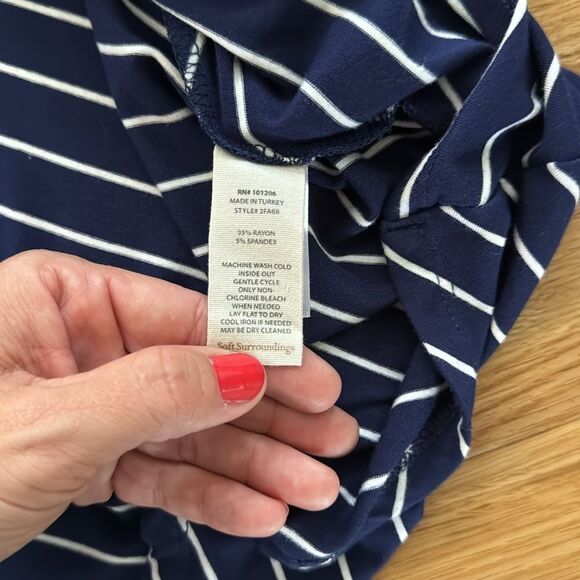 RN# 101206
MADE IN TURKEY
STYLE# 2FA68
95% RAYON
5% SPANDEX
MACHINE WASH COLD
INSIDE OUT
GENTLE CYCLE
ONLY NON-
CHLORINE BLEACH
WHEN NEEDED
LAY FLAT TO DRY
COOL IRON IF NEEDED
MAY BE DRY CLEANED
Soft Surroundings